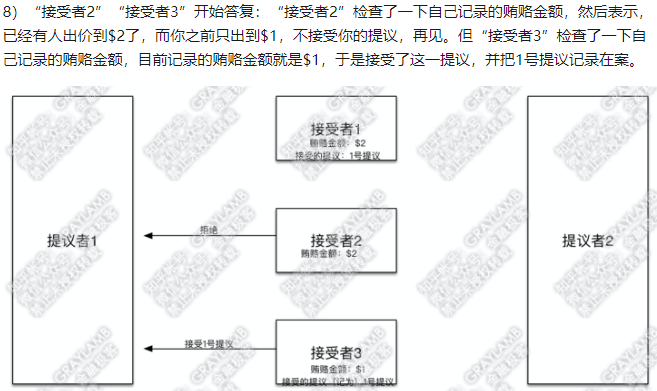 8）“接受者2”“接受者3”开始答复：“接受者2”检查了一下自己记录的贿赂金额，然后表示，
已经有人出价到$2了，而你之前只出到$1，不接受你的提议，再见。但“接受者3”检查了一下自
己记录的贿赂金额，目前记录的贿赂金额就是$1，于是接受了这一提议，并把1号提议记录在案。
接受者1
贿赂金额：$2
接受的提议：1号提议
提议者1
拒绝
接受者2
贿赂金额：$2
提议者2
接受1号提议
接受者3
贿赂金额：$1
接受的提议（记为）1号提议
GRAYLAMB